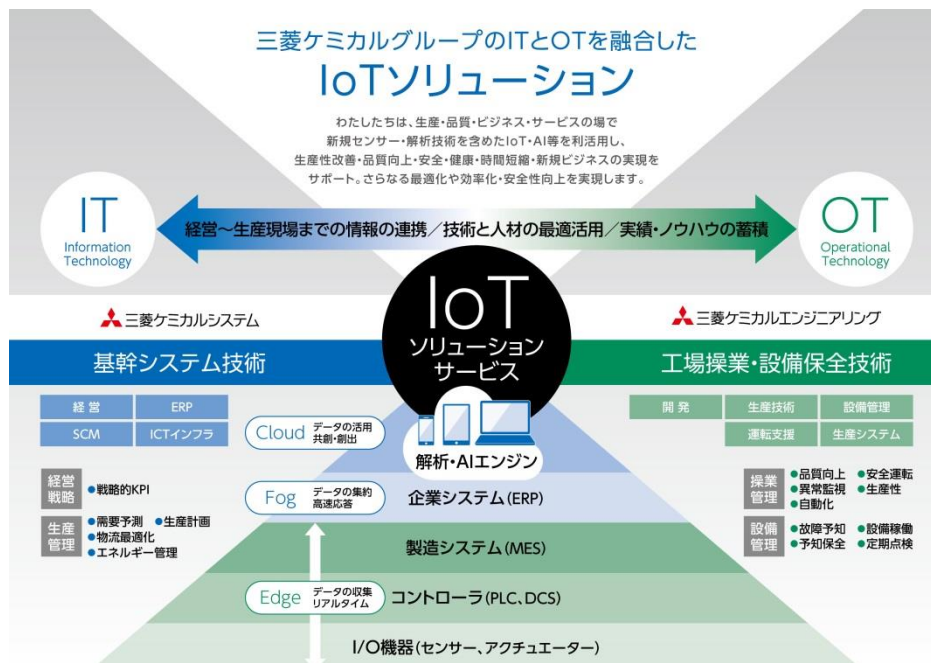 三菱ケミカルグループのITとOTを融合した
IoTソリューション
わたしたちは、生産・品質・ビジネス・サービスの場で
新規センサー・解析技術を含めたIoT・AI等を利活用し、
生産性改善・品質向上・安全・健康・時間短縮・新規ビジネスの実現を
サポート。さらなる最適化や効率化・安全性向上を実現します。
IT
Information
Technology
経営～生産現場までの情報の連携／技術と人材の最適活用／実績・ノウハウの蓄積
OT
Operational
Technology
三菱ケミカルシステム
IoT
ソリューション
サービス
三菱ケミカルエンジニアリング
基幹システム技術
工場操業・設備保全技術
経営
ERP
SCM
ICTインフラ
経営
戦略
●戦略的KPI
生産
管理
●需要予測 ●生産計画
●物流最適化
●エネルギー管理
Cloud
データの活用
共創・創出
解析・AIエンジン
Fog
データの集約
高速応答
企業システム(ERP)
製造システム(MES)
Edge
データの収集
リアルタイム
コントローラ(PLC、DCS)
I/O機器(センサー、アクチュエーター)
開発
生産技術
設備管理
運転支援
生産システム
操業
管理
●品質向上 ●安全運転
●異常監視 ●生産性
●自動化
設備
管理
●故障予知 ●設備稼働
●予知保全 ●定期点検